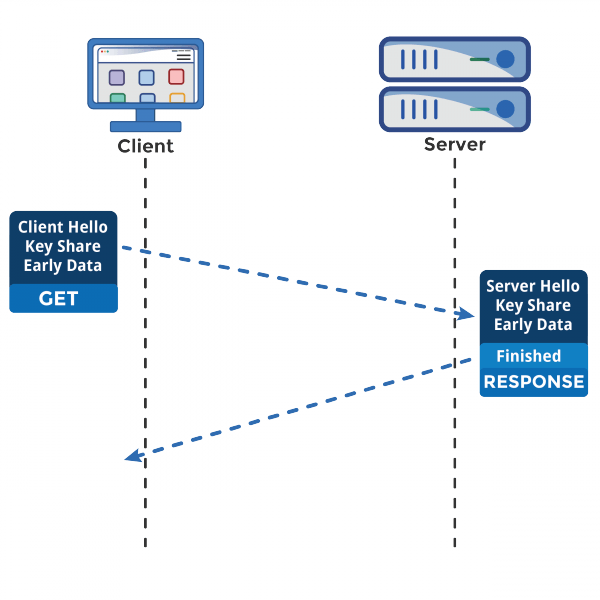 Client
Server
Client Hello
Key Share
Early Data
GET
Server Hello
Key Share
Early Data
Finished
RESPONSE